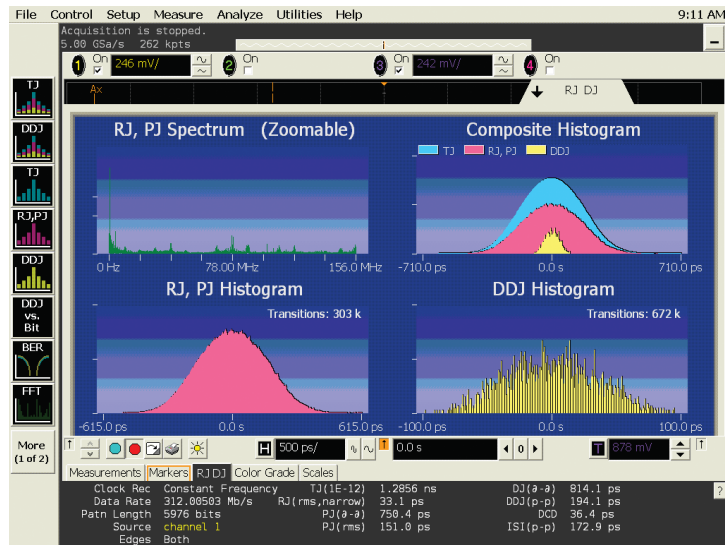 File Control Setup Measure Analyze Utilities Help 9:11 AM
Acquisition is stopped.
5.00 GSa/s 262 kpts
1 On 246 mV/ 2 On 3 On 242 mV/ 4 On
Ax
RJ DJ
TJ
DDJ
TJ
RJ,PJ
DDJ
DDJ
vs.
Bit
BER
FFT
More
(1 of 2)
RJ, PJ Spectrum (Zoomable)
0 Hz 78.00 MHz 156.0 MHz
Composite Histogram
TJ RJ, PJ DDJ
-710.0 ps 0.0 s 710.0 ps
RJ, PJ Histogram
Transitions: 303 k
-615.0 ps 0.0 s 615.0 ps
DDJ Histogram
Transitions: 672 k
-100.0 ps 0.0 s 100.0 ps
H 500 ps/ 0.0 s 0 T 878 mV
Measurements Markers RJDJ Color Grade Scales
Clock Rec Constant Frequency TJ(1E-12) 1.2856 ns DJ(∂-∂) 814.1 ps
Data Rate 312.00503 Mb/s RJ(rms,narrow) 33.1 ps DDJ(p-p) 194.1 ps
Patn Length 5976 bits PJ(∂-∂) 750.4 ps DCD 36.4 ps
Source channel 1 PJ(rms) 151.0 ps ISI(p-p) 172.9 ps
Edges Both
?